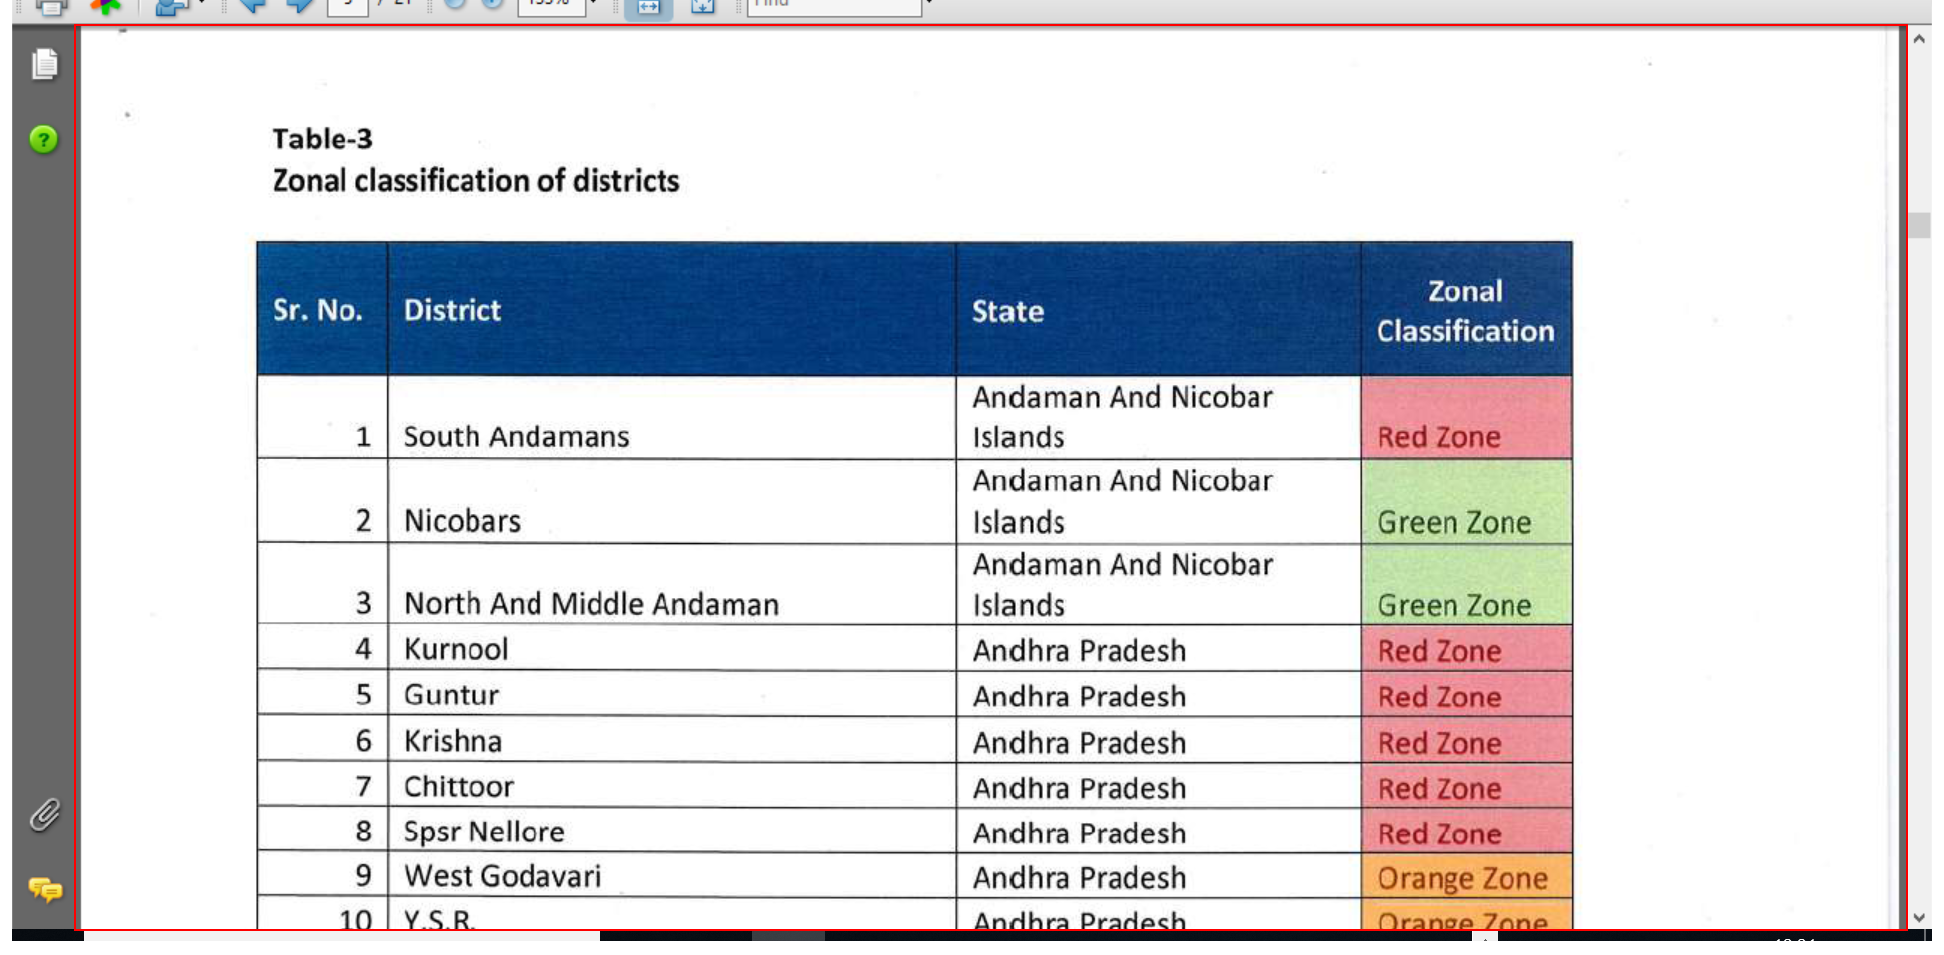 / 21
Table-3
Zonal classification of districts
Sr. No. District State Zonal Classification
1 South Andamans Andaman And Nicobar Islands Red Zone
2 Nicobars Andaman And Nicobar Islands Green Zone
3 North And Middle Andaman Andaman And Nicobar Islands Green Zone
4 Kurnool Andhra Pradesh Red Zone
5 Guntur Andhra Pradesh Red Zone
6 Krishna Andhra Pradesh Red Zone
7 Chittoor Andhra Pradesh Red Zone
8 Spsr Nellore Andhra Pradesh Red Zone
9 West Godavari Andhra Pradesh Orange Zone
10 Y.S.R. Andhra Pradesh Orange Zone